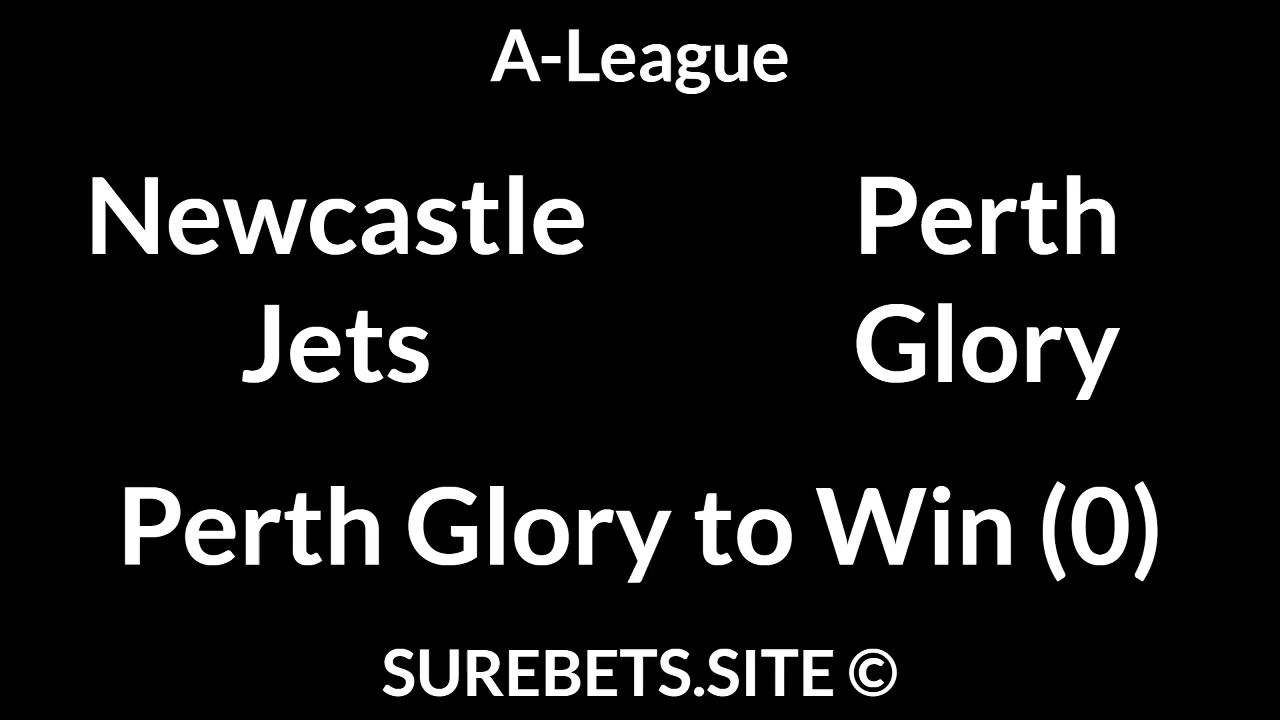 A-League
Newcastle
Jets
Perth
Glory
Perth Glory to Win (0)
SUREBETS.SITE ©